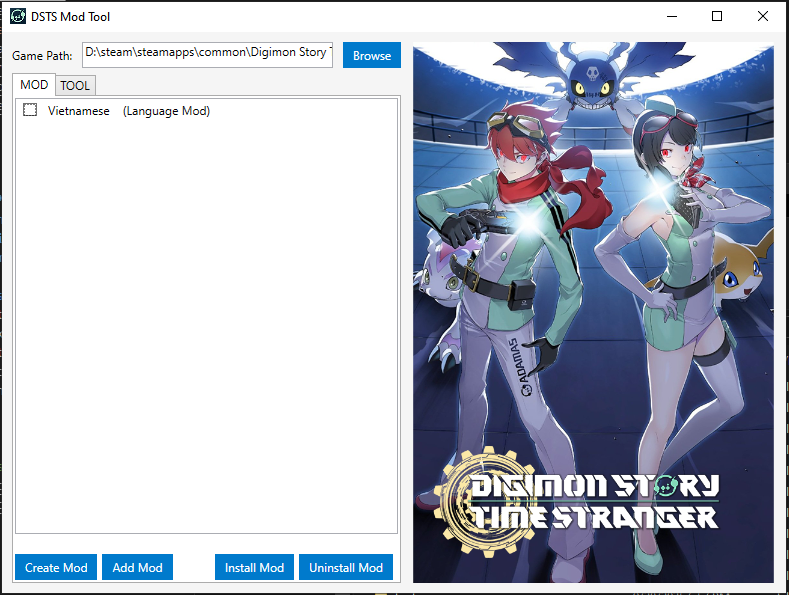 DSTS Mod Tool
Game Path: D:\steam\steamapps\common\Digimon Story Browse
MOD TOOL
Vietnamese (Language Mod)
ADAMAS
DIGIMON STORY
TIME STRANGER
Create Mod Add Mod Install Mod Uninstall Mod